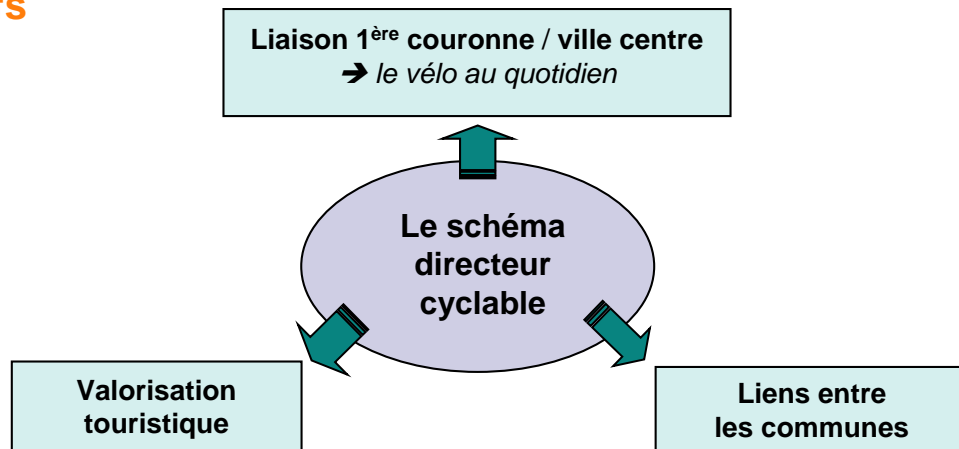 Liaison 1ère couronne / ville centre
➔ le vélo au quotidien
Le schéma
directeur
cyclable
Valorisation
touristique
Liens entre
les communes